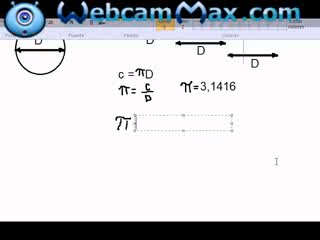 WebcamMax.com
D
D
D
c = πD
π = c/D
π = 3,1416
π